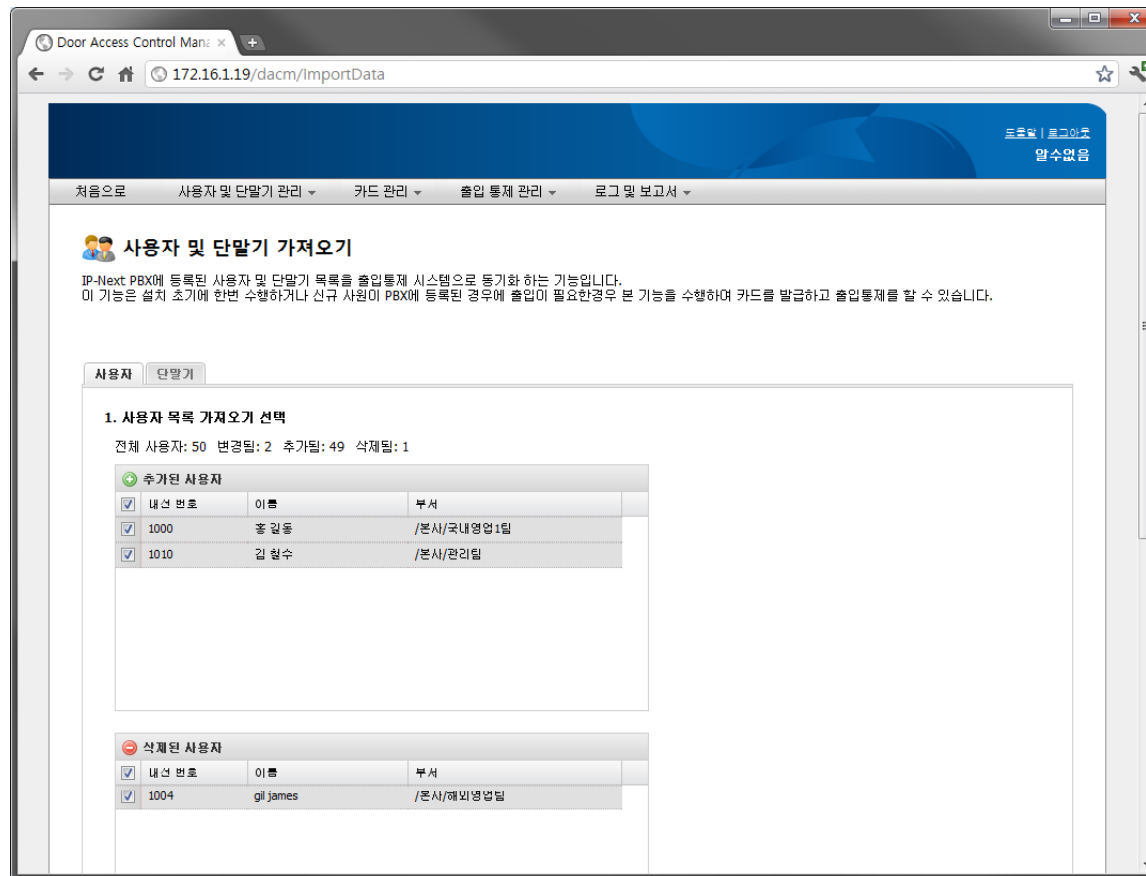 Door Access Control Mana
172.16.1.19/dacm/ImportData
도움말 | 로그아웃
알수없음
처음으로 사용자 및 단말기 관리 카드 관리 출입 통제 관리 로그 및 보고서
사용자 및 단말기 가져오기
IP-Next PBX에 등록된 사용자 및 단말기 목록을 출입통제 시스템으로 동기화 하는 기능입니다.
이 기능은 설치 초기에 한번 수행하거나 신규 사원이 PBX에 등록된 경우에 출입이 필요한경우 본 기능을 수행하여 카드를 발급하고 출입통제를 할 수 있습니다.
사용자 단말기
1. 사용자 목록 가져오기 선택
전체 사용자: 50 변경됨: 2 추가됨: 49 삭제됨: 1
추가된 사용자
내선 번호 이름 부서
1000 홍 길동 /본사/국내영업1팀
1010 김 철수 /본사/관리팀
삭제된 사용자
내선 번호 이름 부서
1004 gil james /본사/해외영업팀